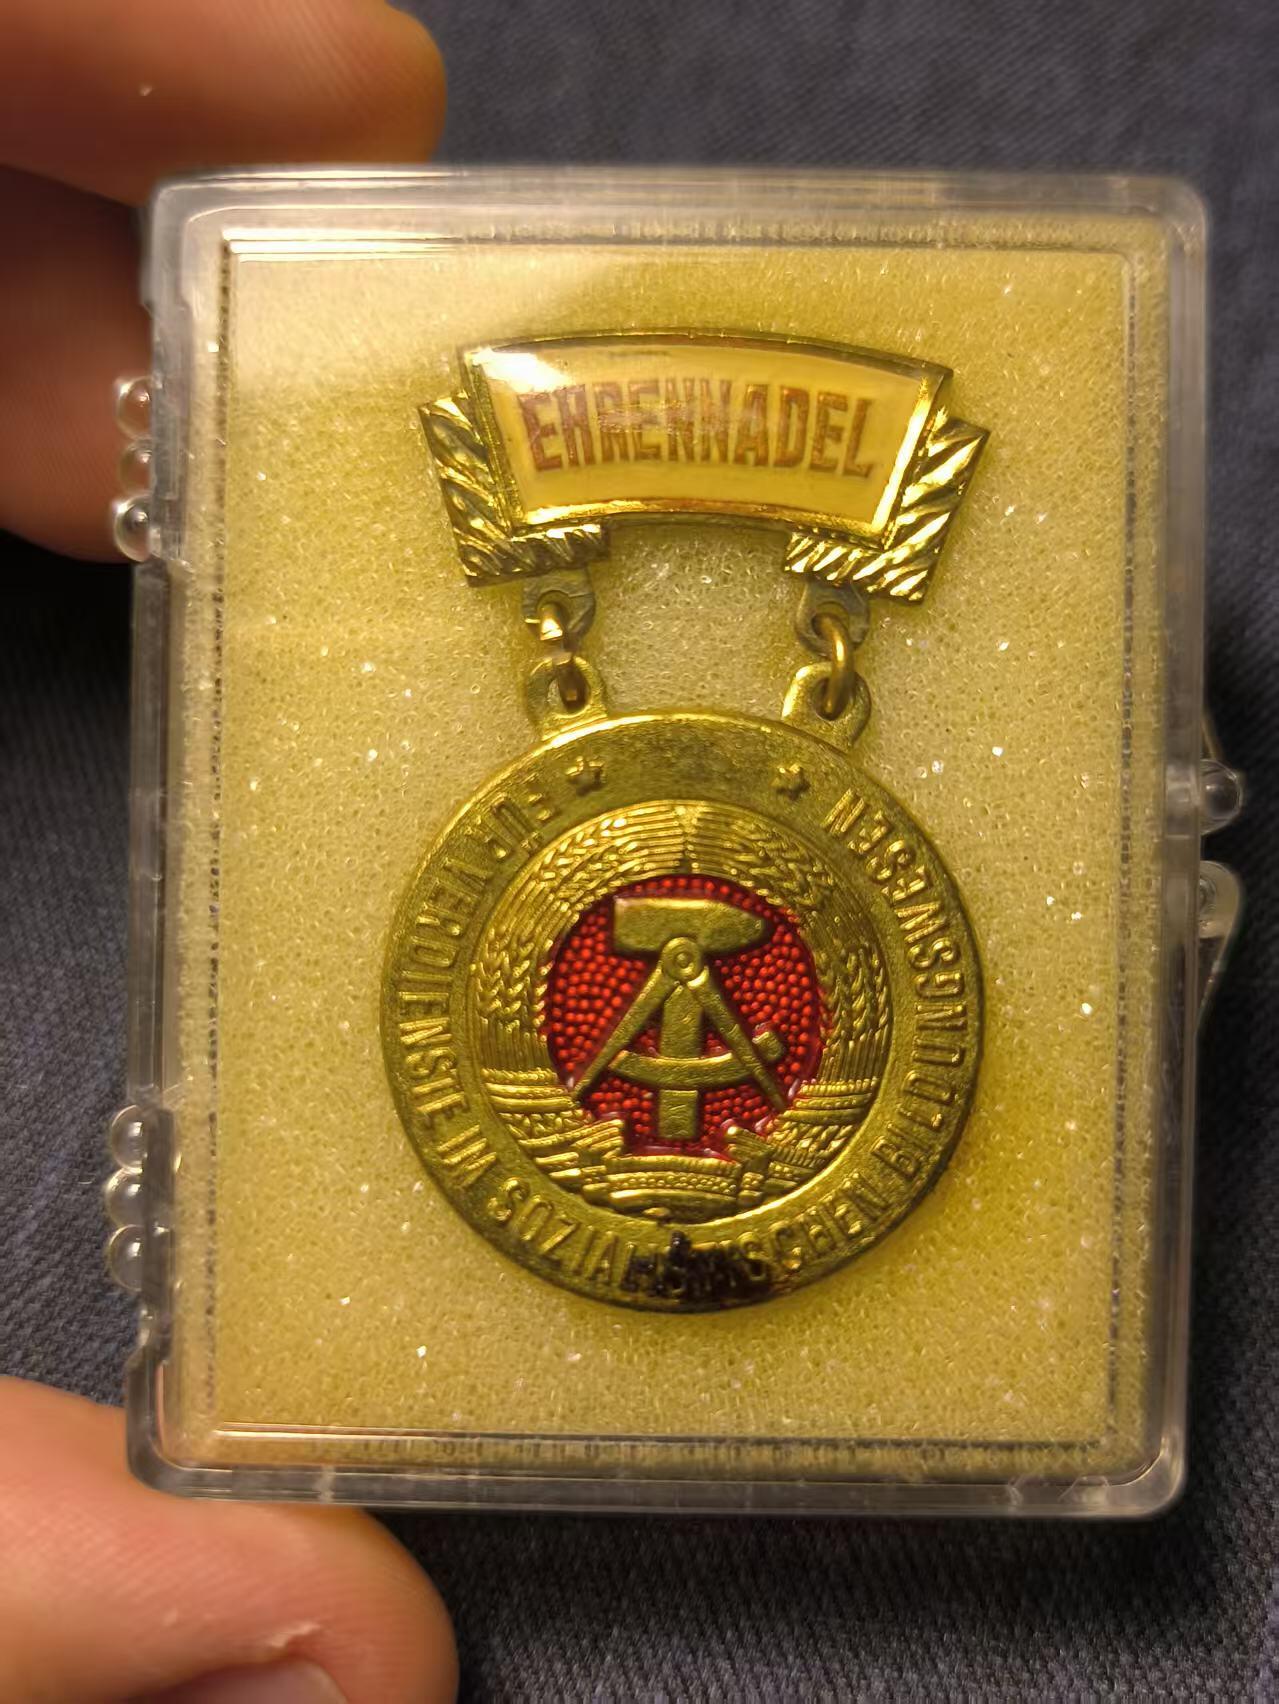 EHRENNADEL
FÜR VERDIENSTE IM SOZIALISTISCHEN BILDUNGSWESEN